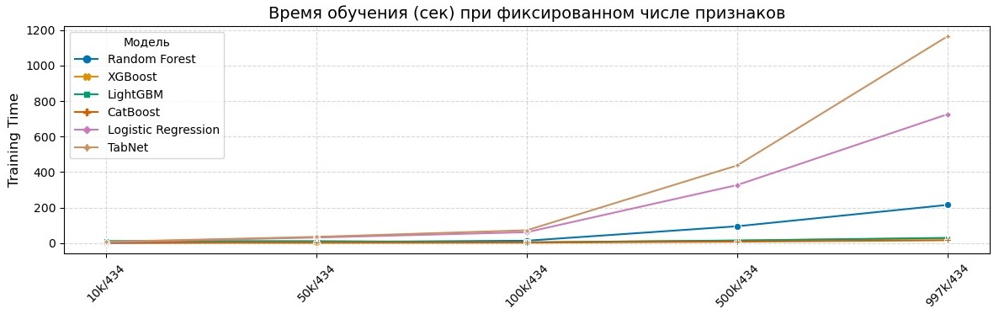 Время обучения (сек) при фиксированном числе признаков
1200
1000
800
600
400
200
0
Training Time
Модель
Random Forest
XGBoost
LightGBM
CatBoost
Logistic Regression
TabNet
10k/434
50k/434
100k/434
500k/434
997k/434